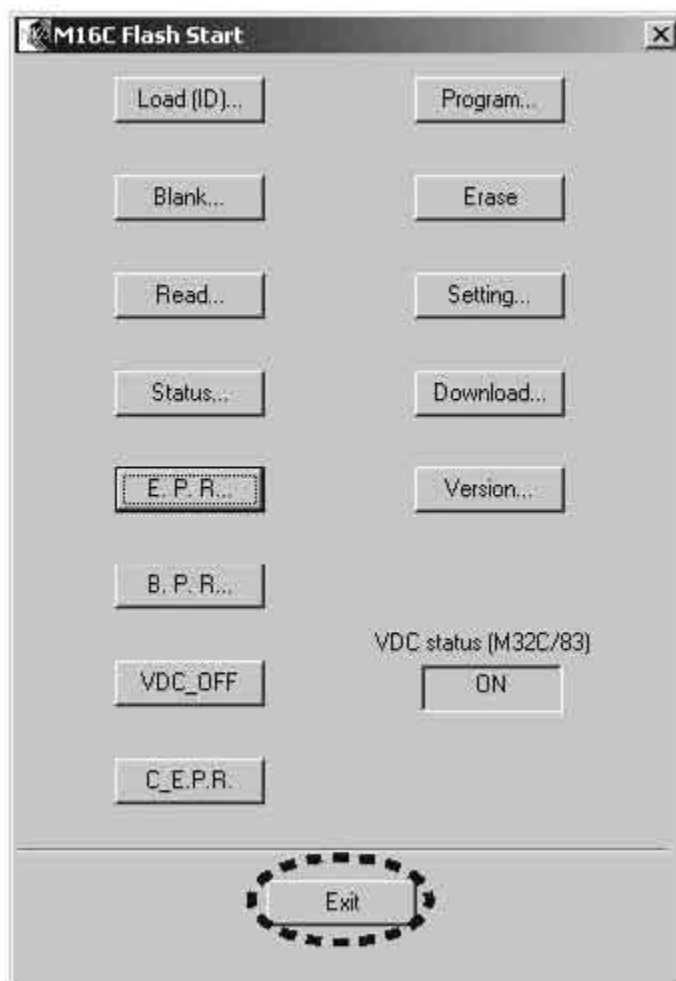 M16C Flash Start
Load (ID)... Program...
Blank... Erase
Read... Setting...
Status... Download...
E. P. R... Version...
B. P. R...
VDC status (M32C/83)
VDC_OFF ON
C_E.P.R.
Exit